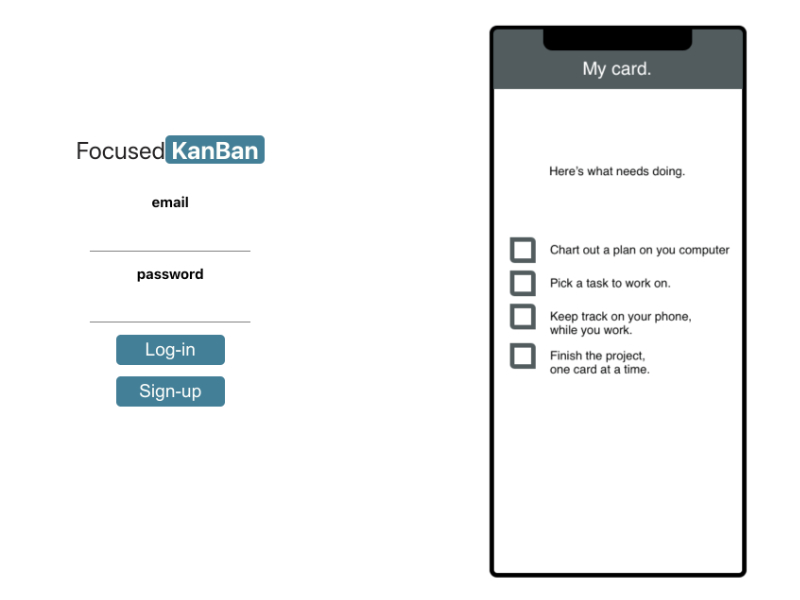 Focused KanBan
email
password
Log-in
Sign-up
My card.
Here's what needs doing.
Chart out a plan on you computer
Pick a task to work on.
Keep track on your phone,
while you work.
Finish the project,
one card at a time.